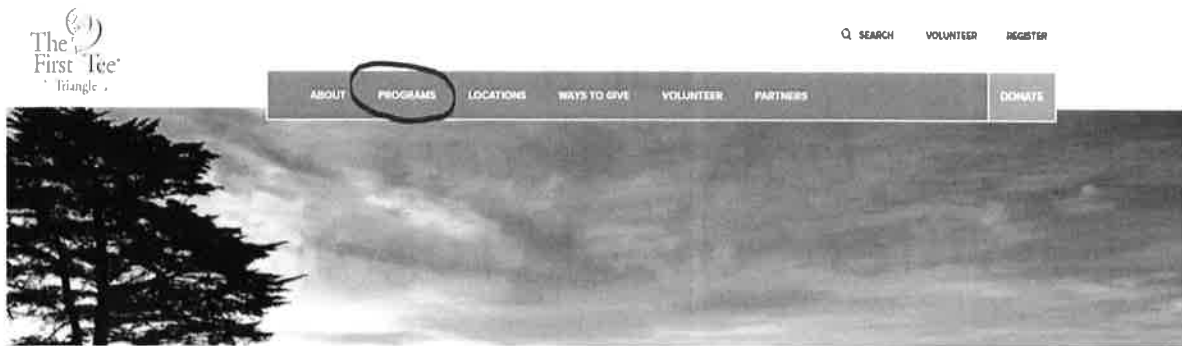 The
First Tee
Triangle
SEARCH VOLUNTEER REGISTER
ABOUT PROGRAMS LOCATIONS WAYS TO GIVE VOLUNTEER PARTNERS DONATE